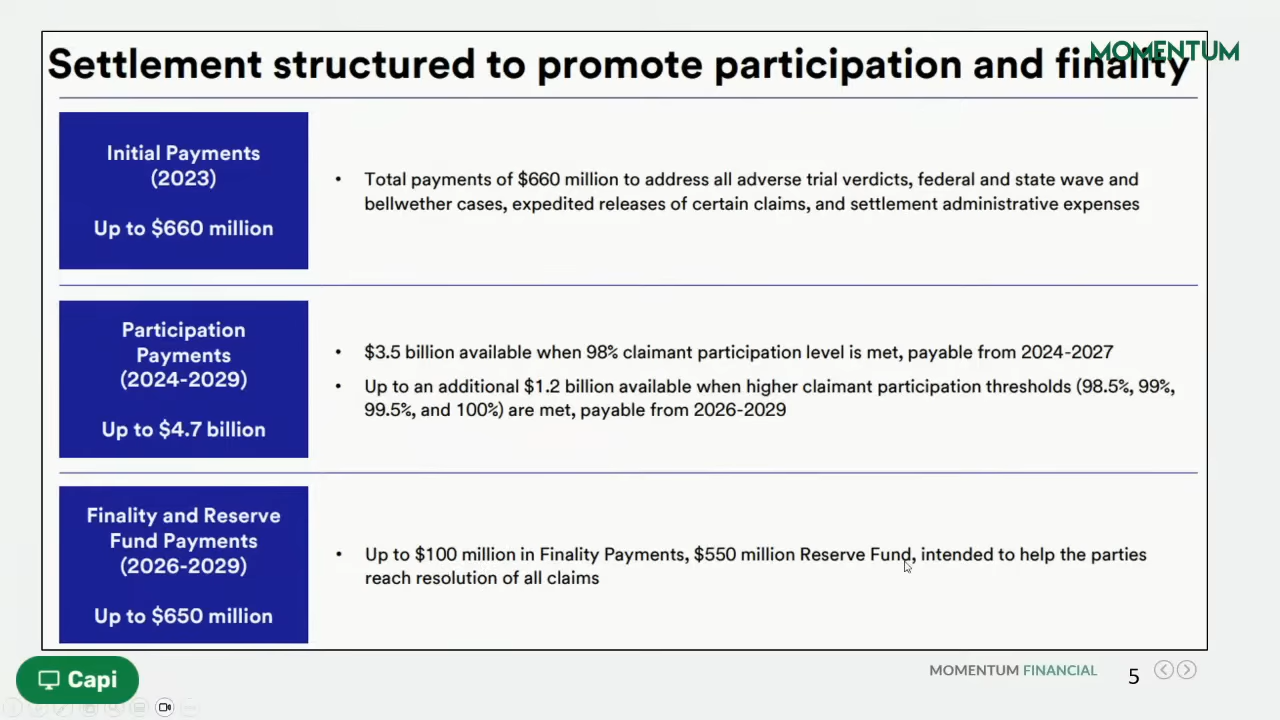 MOMENTUM
Settlement structured to promote participation and finality
Initial Payments
(2023)
Up to $660 million
• Total payments of $660 million to address all adverse trial verdicts, federal and state wave and
bellwether cases, expedited releases of certain claims, and settlement administrative expenses
Participation
Payments
(2024-2029)
Up to $4.7 billion
• $3.5 billion available when 98% claimant participation level is met, payable from 2024-2027
• Up to an additional $1.2 billion available when higher claimant participation thresholds (98.5%, 99%,
99.5%, and 100%) are met, payable from 2026-2029
Finality and Reserve
Fund Payments
(2026-2029)
Up to $650 million
• Up to $100 million in Finality Payments, $550 million Reserve Fund, intended to help the parties
reach resolution of all claims
Capi
MOMENTUM FINANCIAL
5